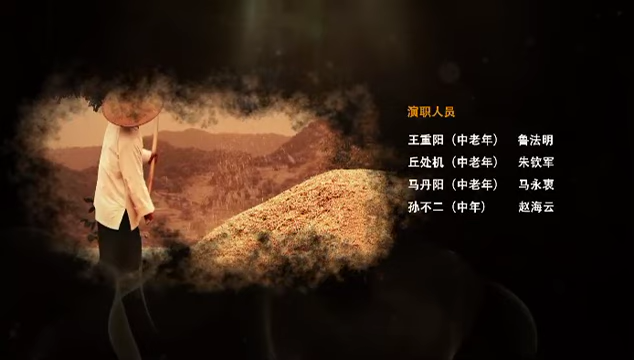 演职人员
王重阳（中老年） 鲁法明
丘处机（中老年） 朱钦军
马丹阳（中老年） 马永衷
孙不二（中年） 赵海云